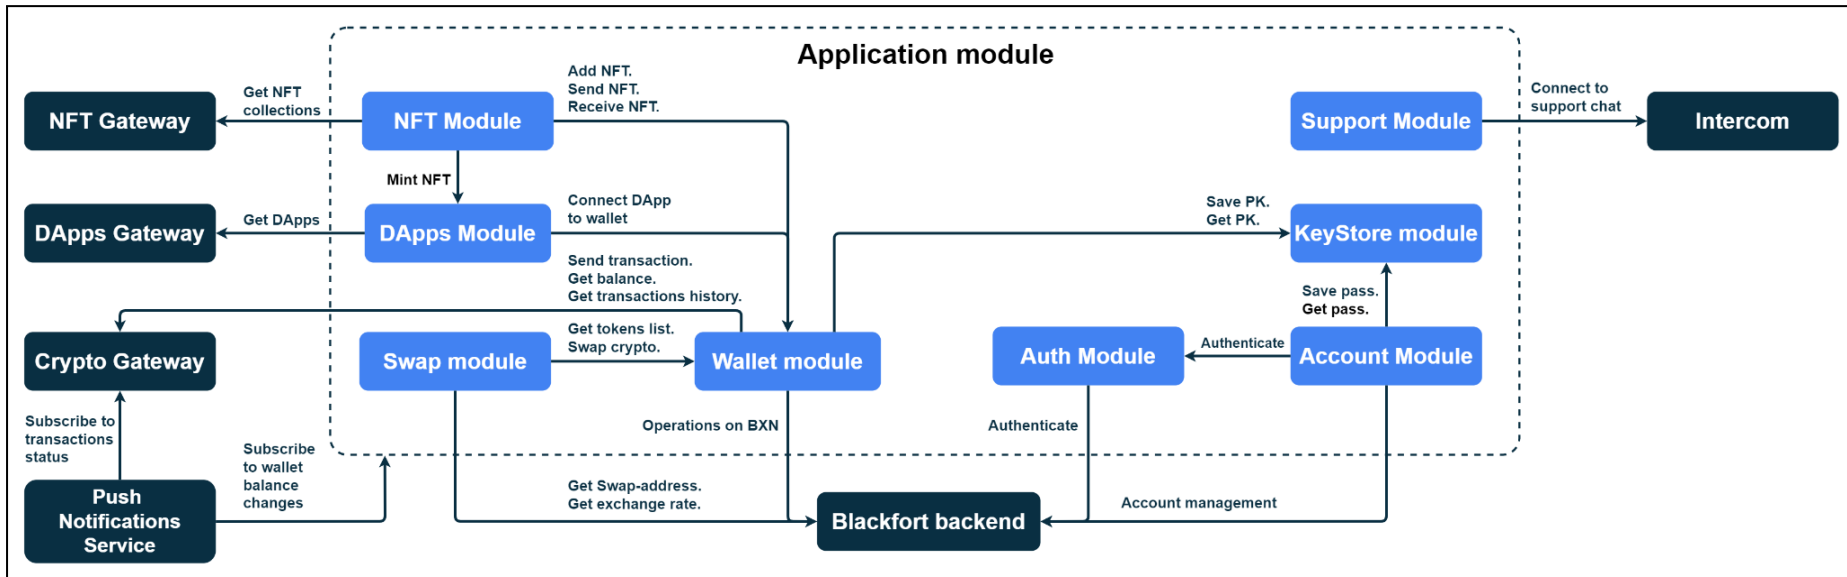 Application module
Add NFT.
Send NFT.
Receive NFT.
Get NFT
collections
Connect to
support chat
NFT Gateway
NFT Module
Support Module
Intercom
Mint NFT
Connect DApp
to wallet
Save PK.
Get PK.
Get DApps
DApps Gateway
DApps Module
KeyStore module
Send transaction.
Get balance.
Get transactions history.
Save pass.
Get pass.
Get tokens list.
Swap crypto.
Authenticate
Crypto Gateway
Swap module
Wallet module
Auth Module
Account Module
Subscribe to
transactions
status
Operations on BXN
Authenticate
Subscribe
to wallet
balance
changes
Push
Notifications
Service
Get Swap-address.
Get exchange rate.
Blackfort backend
Account management